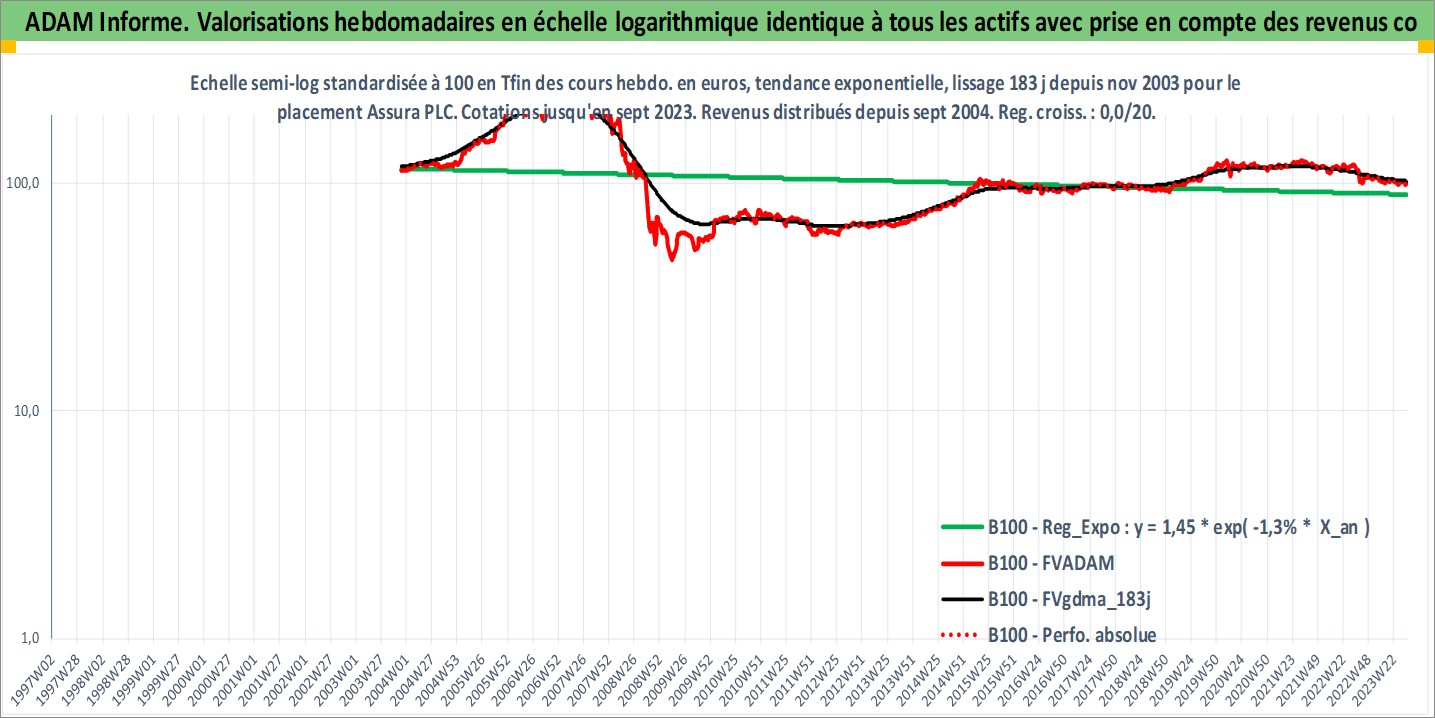 ADAM Informe. Valorisations hebdomadaires en échelle logarithmique identique à tous les actifs avec prise en compte des revenus co
Echelle semi-log standardisée à 100 en Tfin des cours hebdo. en euros, tendance exponentielle, lissage 183 j depuis nov 2003 pour le
placement Assura PLC. Cotations jusqu'en sept 2023. Revenus distribués depuis sept 2004. Reg. croiss. : 0,0/20.
100,0
10,0
1,0
B100 - Reg_Expo : y = 1,45 * exp( -1,3% * X_an )
B100 - FVADAM
B100 - FVgdma_183j
B100 - Perfo. absolue
1997W02
1997W28
1998W02
1998W28
1999W01
1999W27
2000W01
2000W27
2001W01
2001W27
2002W01
2002W27
2003W01
2003W27
2004W01
2004W27
2004W53
2005W26
2005W52
2006W26
2006W52
2007W26
2007W52
2008W26
2008W52
2009W26
2009W52
2010W25
2010W51
2011W25
2011W51
2012W25
2012W51
2013W25
2013W51
2014W25
2014W51
2015W25
2015W51
2016W24
2016W50
2017W24
2017W50
2018W24
2018W50
2019W24
2019W50
2020W24
2020W50
2021W23
2021W49
2022W22
2022W48
2023W22